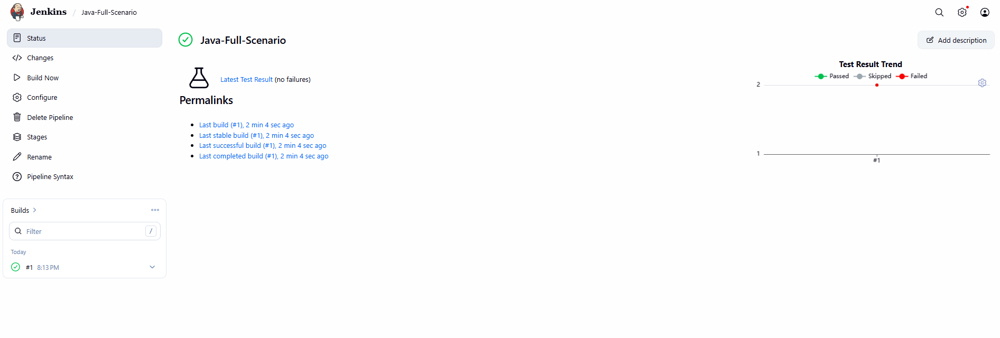 Jenkins / Java-Full-Scenario
Status
Changes
Build Now
Configure
Delete Pipeline
Stages
Rename
Pipeline Syntax
Builds
Filter /
Today
#1 8:13 PM
Java-Full-Scenario
Add description
Latest Test Result (no failures)
Permalinks
Last build (#1), 2 min 4 sec ago
Last stable build (#1), 2 min 4 sec ago
Last successful build (#1), 2 min 4 sec ago
Last completed build (#1), 2 min 4 sec ago
Test Result Trend
Passed Skipped Failed
2
1
#1